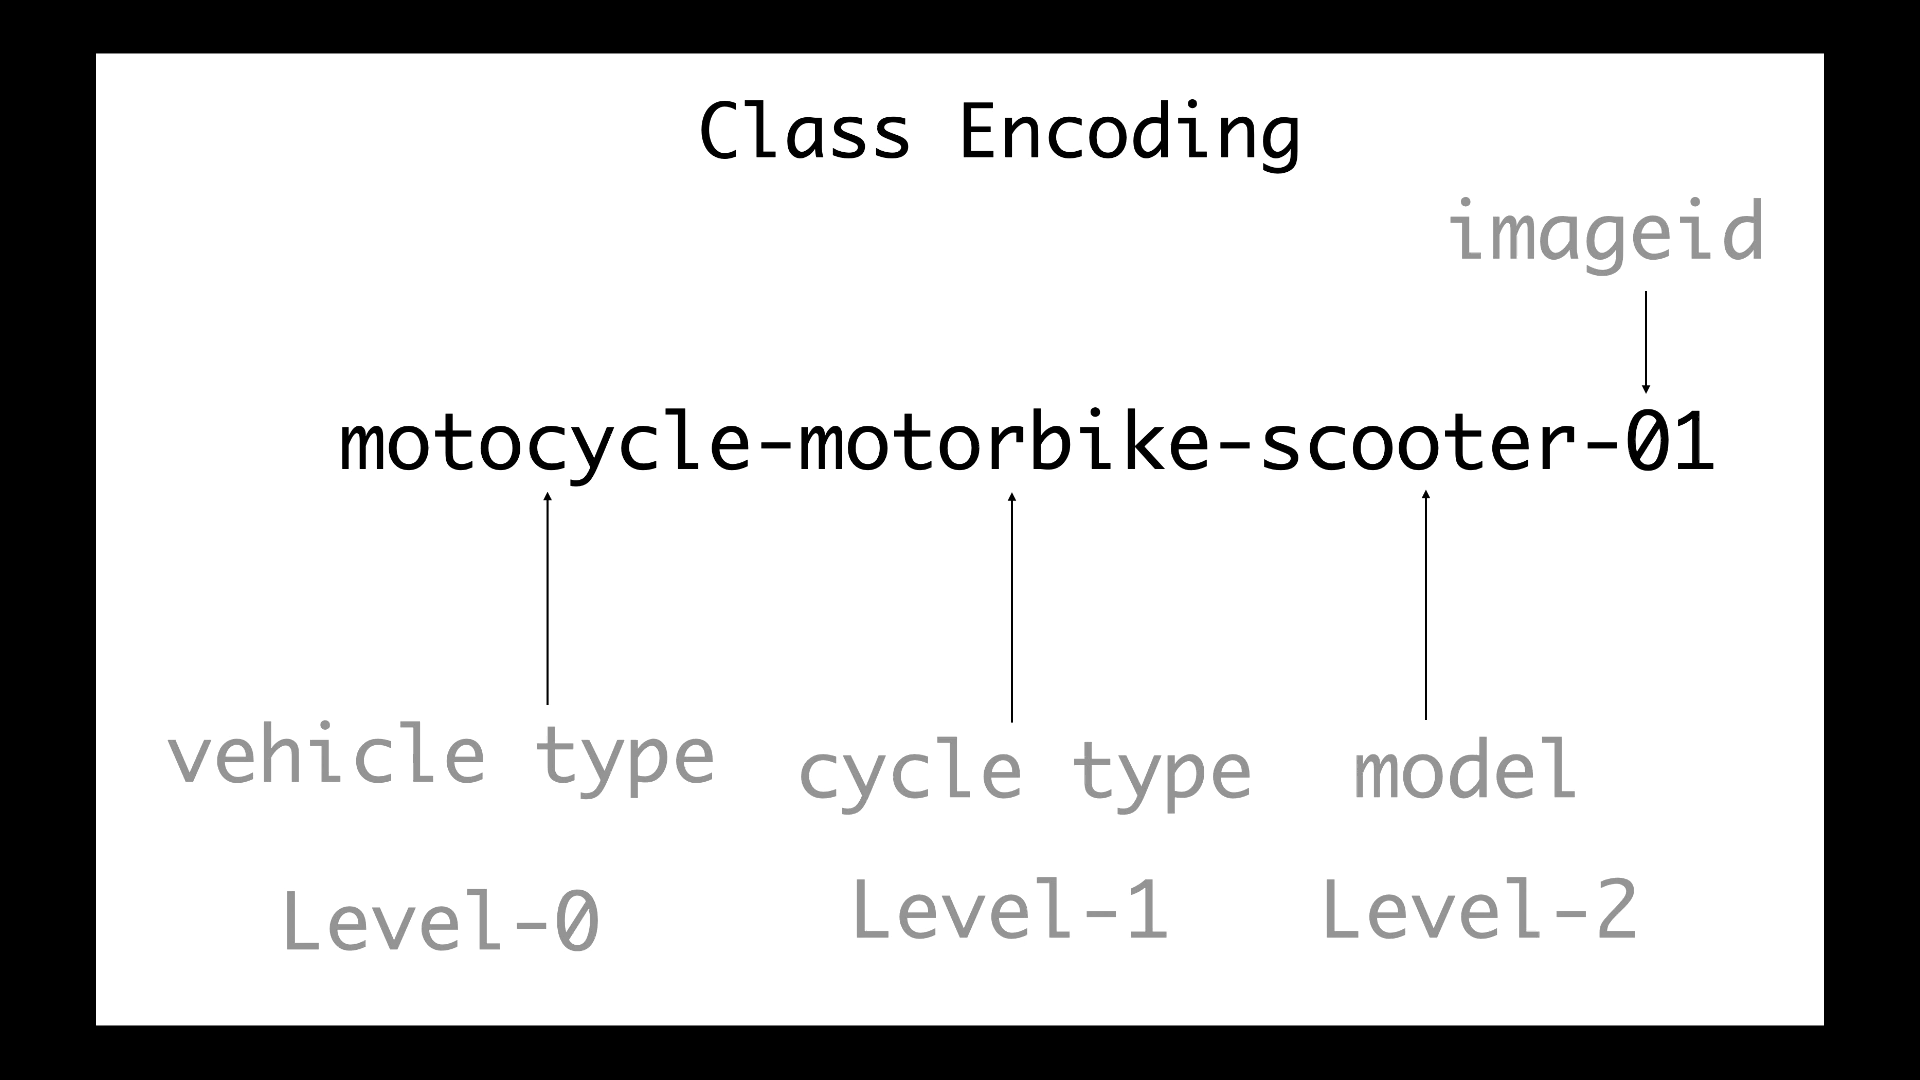 Class Encoding
imageid
motocycle-motorbike-scooter-01
vehicle type
cycle type
model
Level-0
Level-1
Level-2